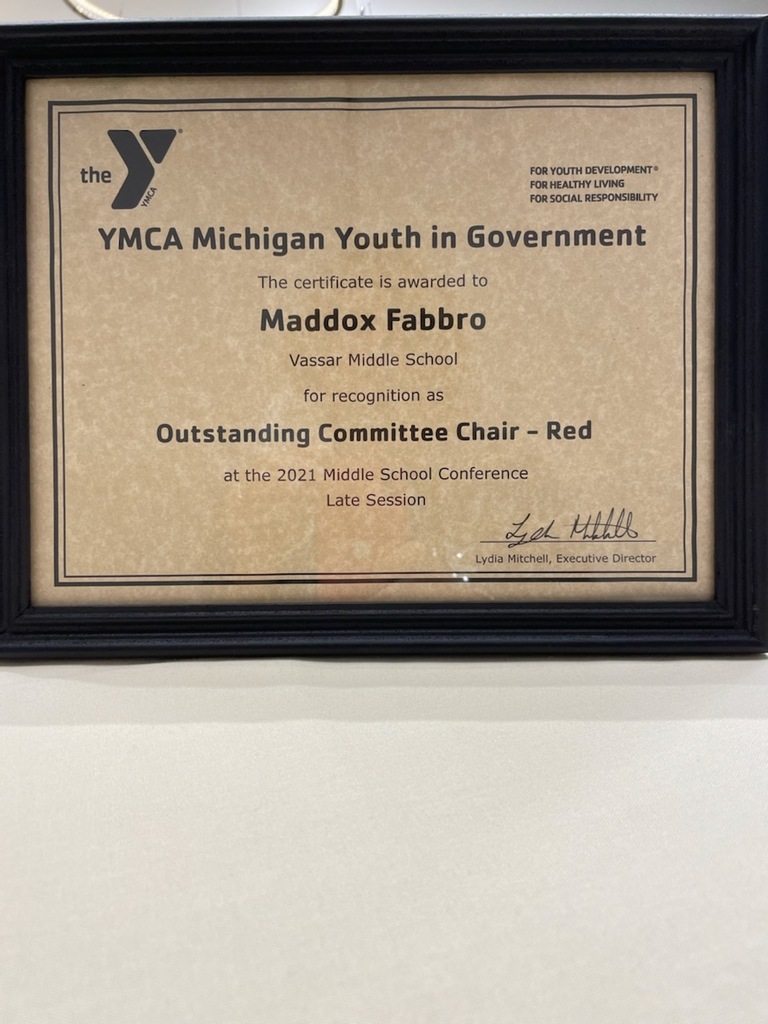 the
YMCA
FOR YOUTH DEVELOPMENT®
FOR HEALTHY LIVING
FOR SOCIAL RESPONSIBILITY
YMCA Michigan Youth in Government
The certificate is awarded to
Maddox Fabbro
Vassar Middle School
for recognition as
Outstanding Committee Chair – Red
at the 2021 Middle School Conference
Late Session
Lydia Mitchell, Executive Director